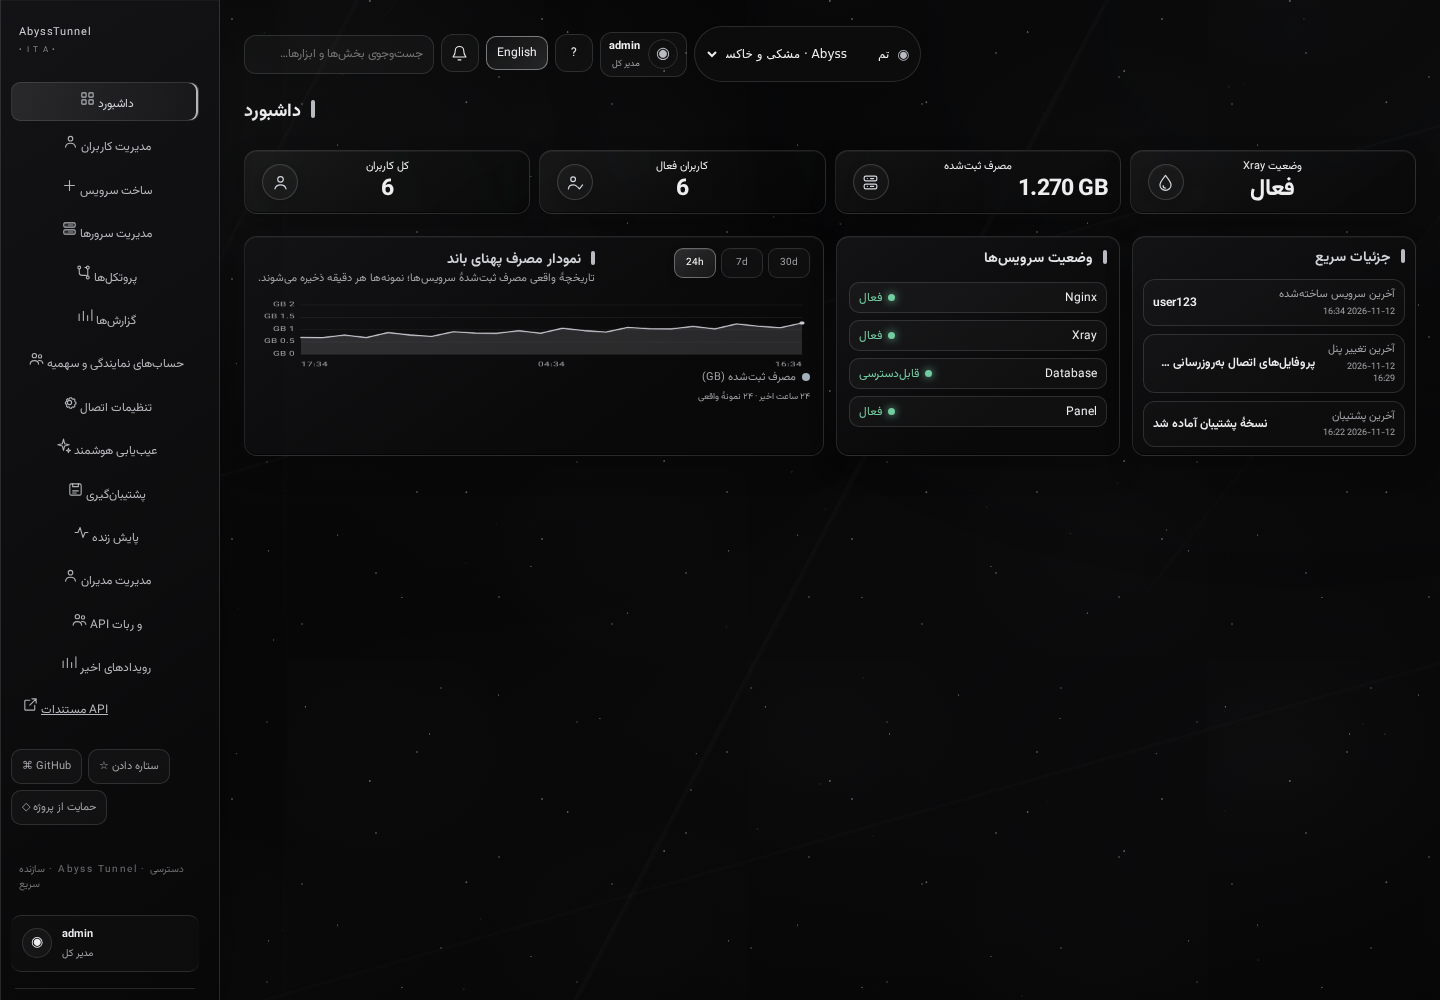 AbyssTunnel
• I T A •
داشبورد
مدیریت کاربران
ساخت سرویس
مدیریت سرورها
پروتکل‌ها
گزارش‌ها
حساب‌های نمایندگی و سهمیه
تنظیمات اتصال
عیب‌یابی هوشمند
پشتیبان‌گیری
پایش زنده
مدیریت مدیران
API و ربات
رویدادهای اخیر
مستندات API
⌘ GitHub
☆ ستاره دادن
◇ حمایت از پروژه
سازنده · Abyss Tunnel · دسترسی
سریع
admin
مدیر کل
جست‌وجوی بخش‌ها و ابزارها...
English
?
admin
مدیر کل
Abyss · مشکی و خاکس
تم
داشبورد
کل کاربران
6
کاربران فعال
6
مصرف ثبت‌شده
1.270 GB
وضعیت Xray
فعال
نمودار مصرف پهنای باند
تاریخچهٔ واقعی مصرف ثبت‌شدهٔ سرویس‌ها؛ نمونه‌ها هر دقیقه ذخیره می‌شوند.
24h
7d
30d
GB 2
GB 1.5
GB 1
GB 0.5
GB 0
17:34
04:34
16:34
مصرف ثبت‌شده (GB)
۲۴ ساعت اخیر · ۲۴ نمونهٔ واقعی
وضعیت سرویس‌ها
Nginx
فعال
Xray
فعال
Database
قابل‌دسترسی
Panel
فعال
جزئیات سریع
آخرین سرویس ساخته‌شده
16:34 2026-11-12
user123
آخرین تغییر پنل
2026-11-12
16:29
پروفایل‌های اتصال به‌روزرسانی ...
آخرین پشتیبان
16:22 2026-11-12
نسخهٔ پشتیبان آماده شد